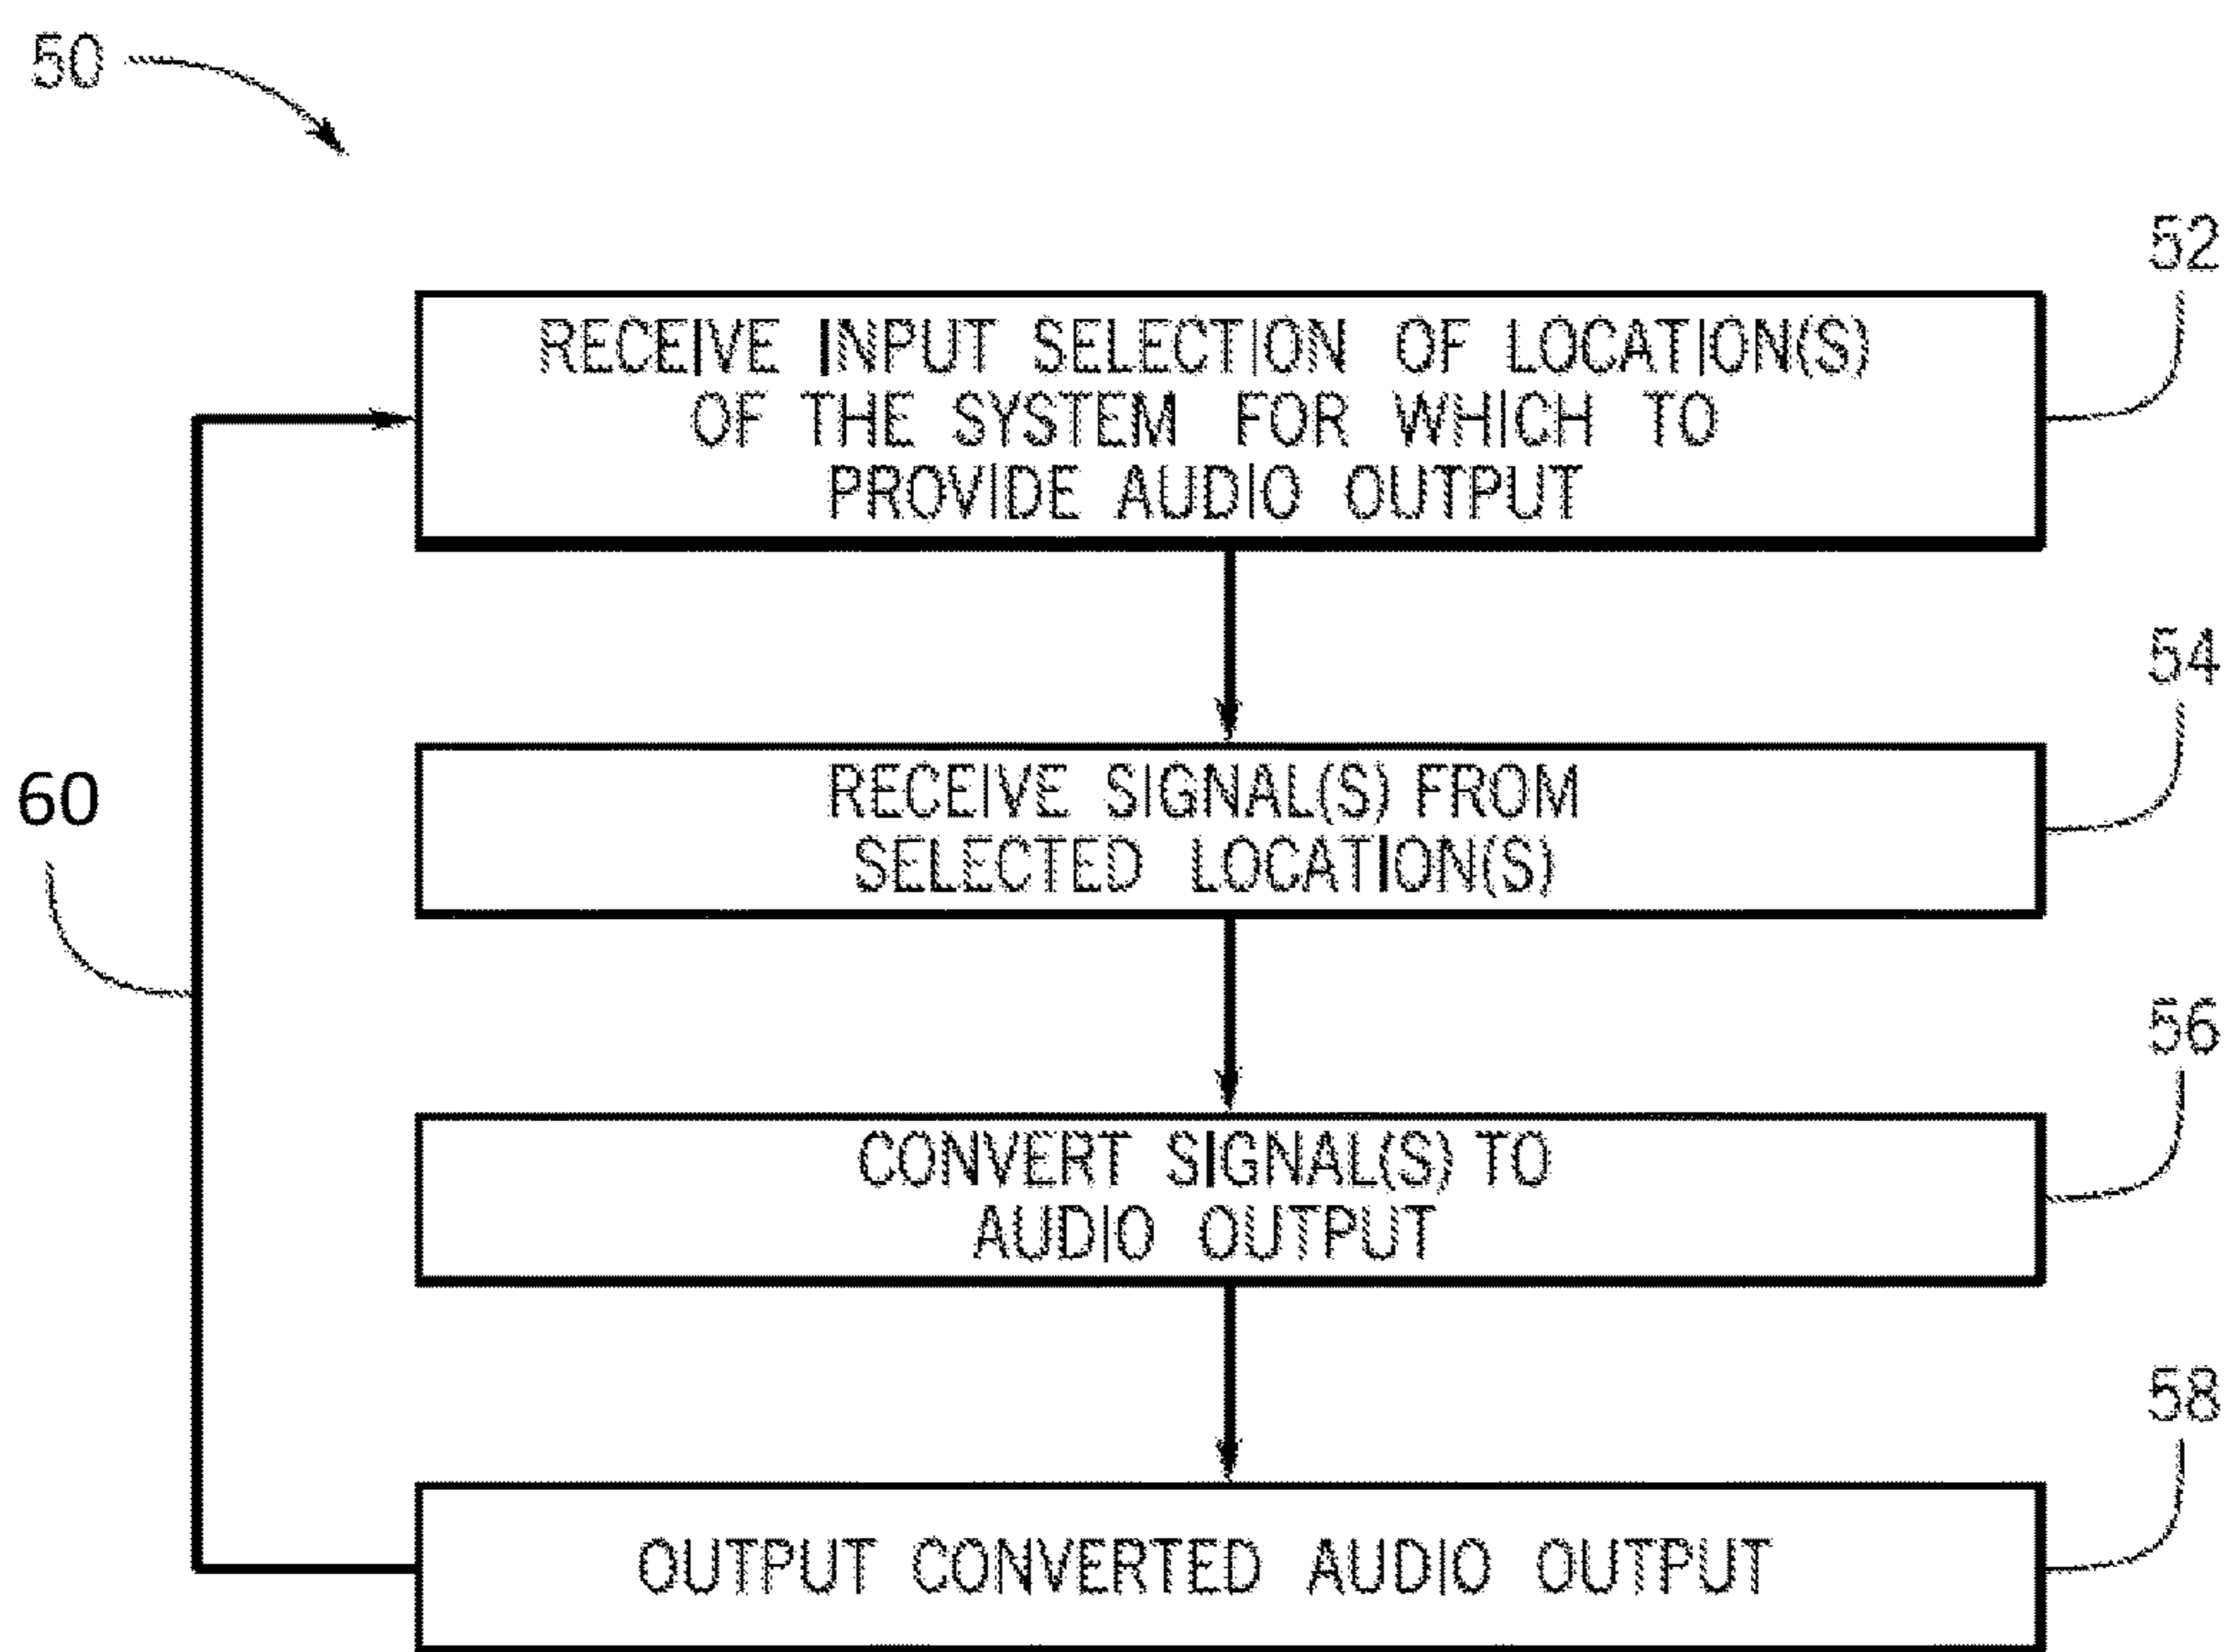 50
52
RECEIVE INPUT SELECTION OF LOCATION(S)
OF THE SYSTEM FOR WHICH TO
PROVIDE AUDIO OUTPUT
54
RECEIVE SIGNAL(S) FROM
SELECTED LOCATION(S)
60
56
CONVERT SIGNAL(S) TO
AUDIO OUTPUT
58
OUTPUT CONVERTED AUDIO OUTPUT